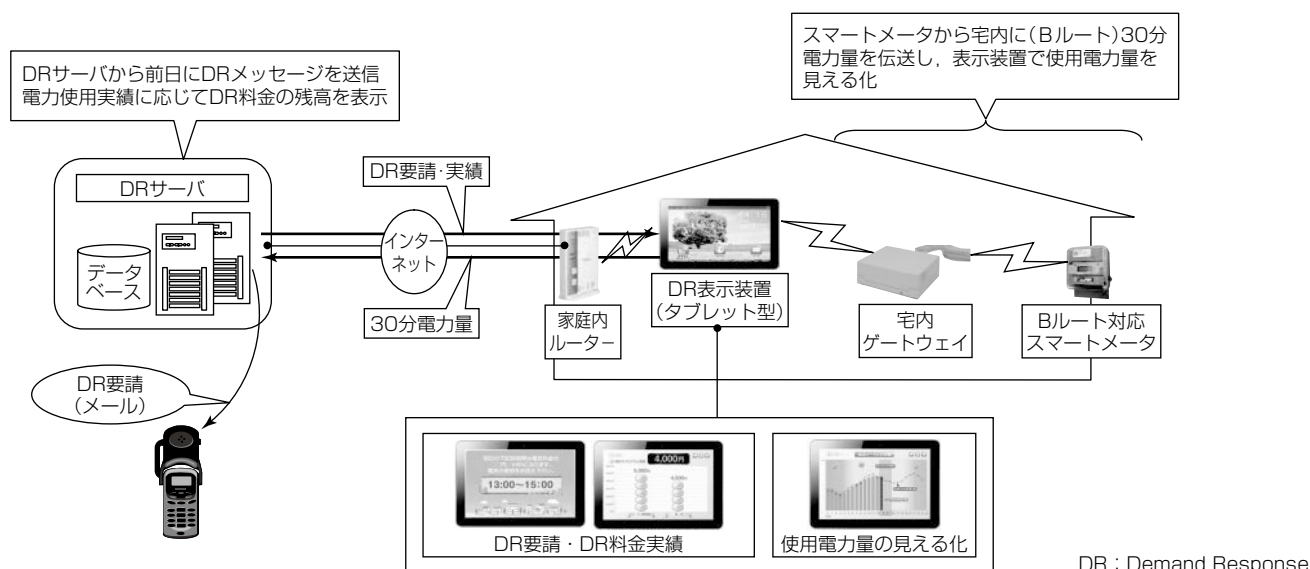 スマートメータから宅内に(Bルート)30分
電力量を伝送し，表示装置で使用電力量を
見える化
DRサーバから前日にDRメッセージを送信
電力使用実績に応じてDR料金の残高を表示
DRサーバ
データ
ベース
DR要請・実績
インター
ネット
30分電力量
家庭内
ルーター
DR表示装置
(タブレット型)
宅内
ゲートウェイ
Bルート対応
スマートメータ
DR要請
(メール)
13:00～15:00
4,000円
DR要請・DR料金実績
使用電力量の見える化
DR：Demand Response